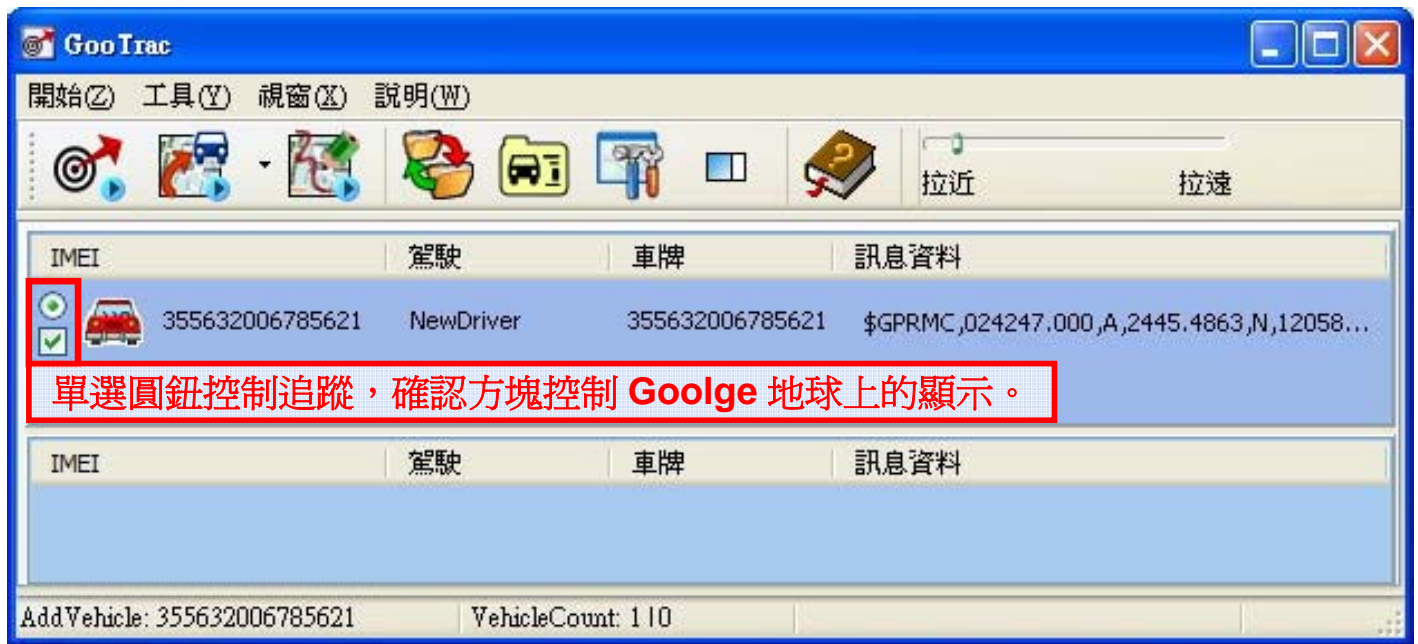 GooTrac
開始(Z) 工具(Y) 視窗(X) 說明(W)
拉近 拉遠
IMEI 駕駛 車牌 訊息資料
355632006785621 NewDriver 355632006785621 $GPRMC,024247.000,A,2445.4863,N,12058...
單選圓鈕控制追蹤，確認方塊控制 Goolge 地球上的顯示。
IMEI 駕駛 車牌 訊息資料
AddVehicle: 355632006785621 VehicleCount: 1|0